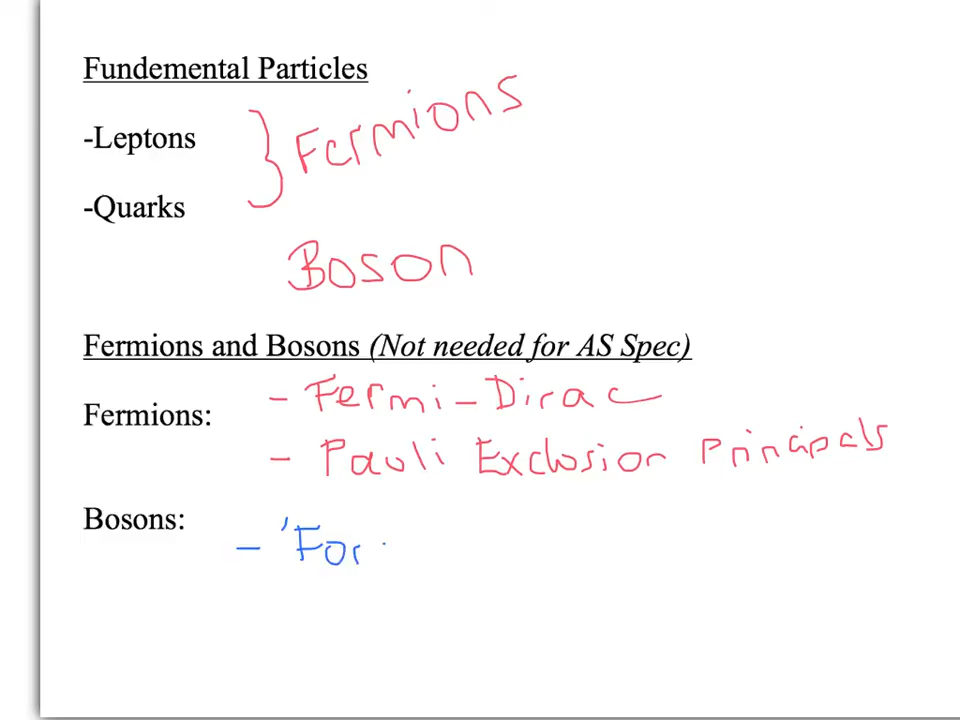 Fundemental Particles
-Leptons
} Fermions
-Quarks
Boson
Fermions and Bosons (Not needed for AS Spec)
- Fermi-Dirac
Fermions:
- Pauli Exclusion Principals
Bosons:
- 'For